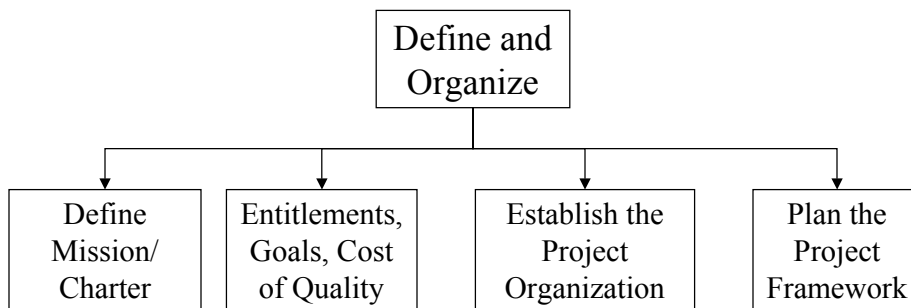 Define and
Organize
Define
Mission/
Charter
Entitlements,
Goals, Cost
of Quality
Establish the
Project
Organization
Plan the
Project
Framework